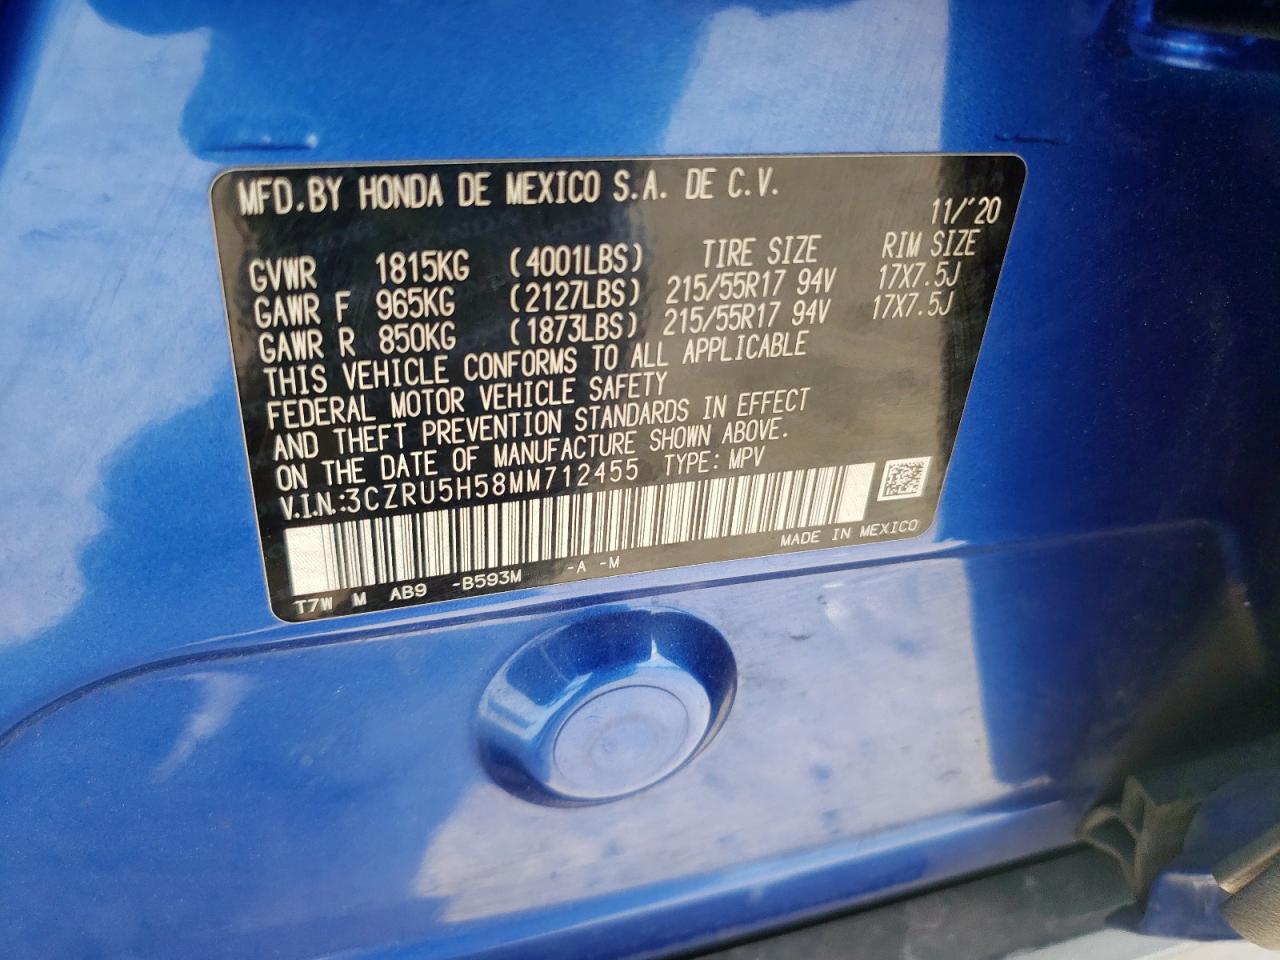 MFD.BY HONDA DE MEXICO S.A. DE C.V.
11/'20
GVWR 1815KG (4001LBS) TIRE SIZE RIM SIZE
GAWR F 965KG (2127LBS) 215/55R17 94V 17X7.5J
GAWR R 850KG (1873LBS) 215/55R17 94V 17X7.5J
THIS VEHICLE CONFORMS TO ALL APPLICABLE
FEDERAL MOTOR VEHICLE SAFETY
AND THEFT PREVENTION STANDARDS IN EFFECT
ON THE DATE OF MANUFACTURE SHOWN ABOVE.
V.I.N.:3CZRU5H58MM712455 TYPE: MPV
MADE IN MEXICO
T7W M AB9 -B593M -A -M